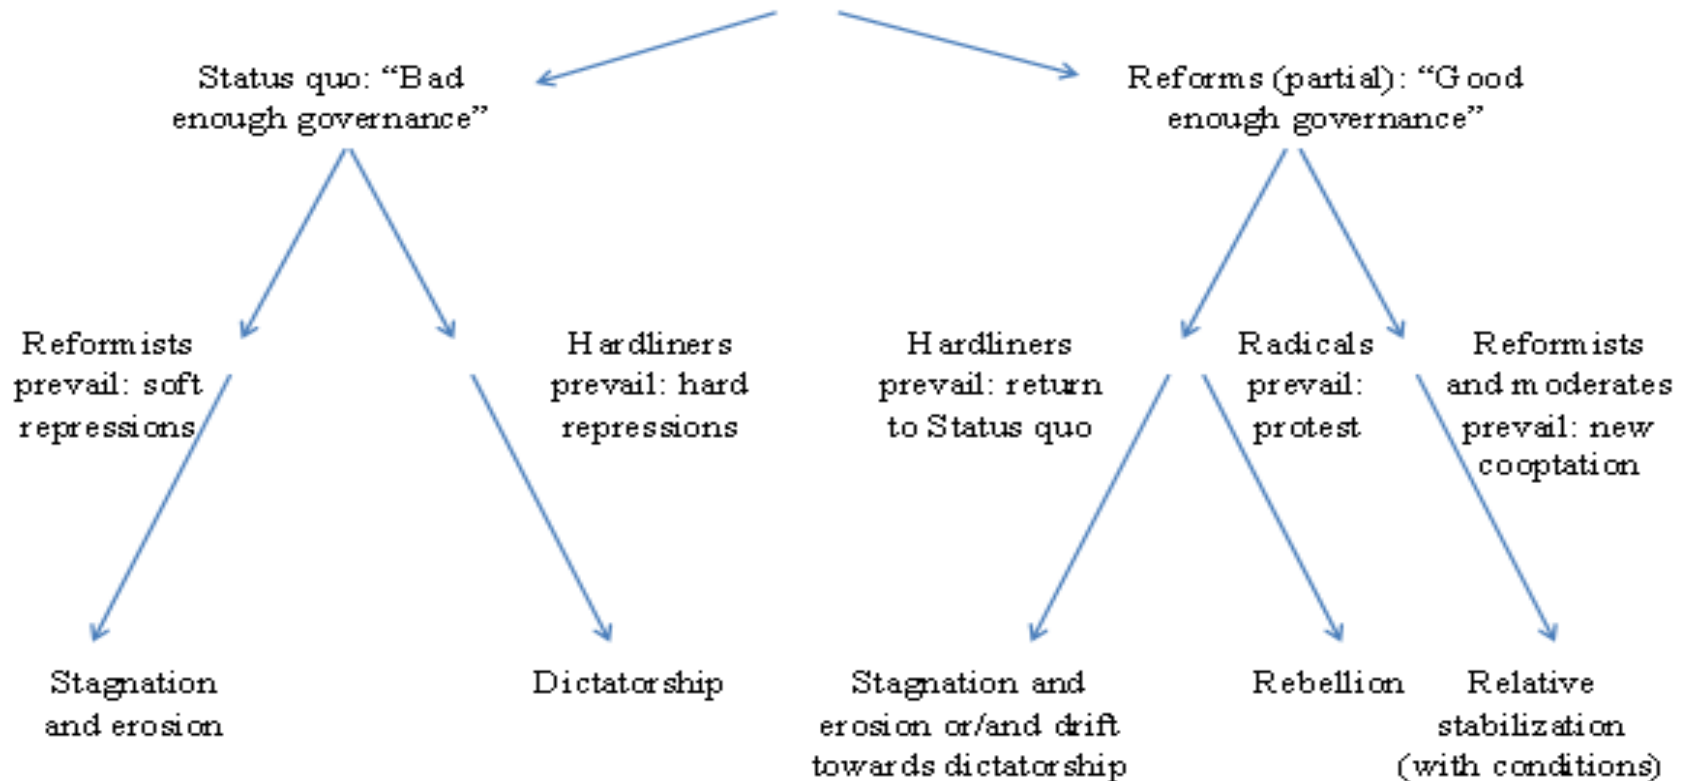 Status quo: “Bad
enough governance”
Reforms (partial): “Good
enough governance”
Reformists
prevail: soft
repressions
Hardliners
prevail: hard
repressions
Hardliners
prevail: return
to Status quo
Radicals
prevail:
protest
Reformists
and moderates
prevail: new
cooptation
Stagnation
and erosion
Dictatorship
Stagnation and
erosion or/and drift
towards dictatorship
Rebellion
Relative
stabilization
(with conditions)